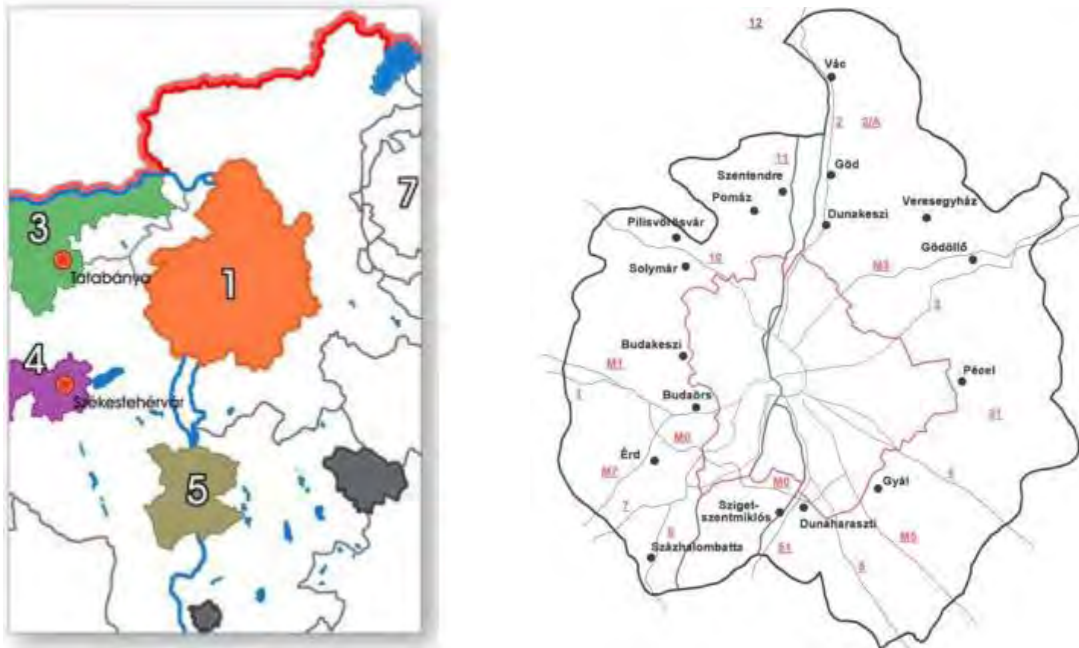 7
3
Tatabánya
1
4
Székesfehérvár
5
12
Vác
2
2/A
11
Göd
Szentendre
Pomáz
Veresegyház
Dunakeszi
Pilisvörösvár
Gödöllő
10
M3
Solymár
3
Budakeszi
M1
Pécel
1
Budaörs
31
M0
Érd
M7
M0
Gyál
7
Sziget-
szentmiklós
Dunaharaszti
6
M5
51
Százhalombatta